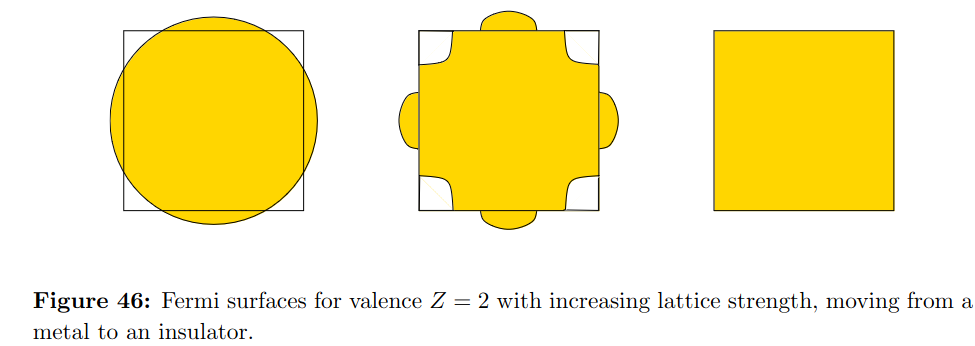 Figure 46: Fermi surfaces for valence Z = 2 with increasing lattice strength, moving from a
metal to an insulator.